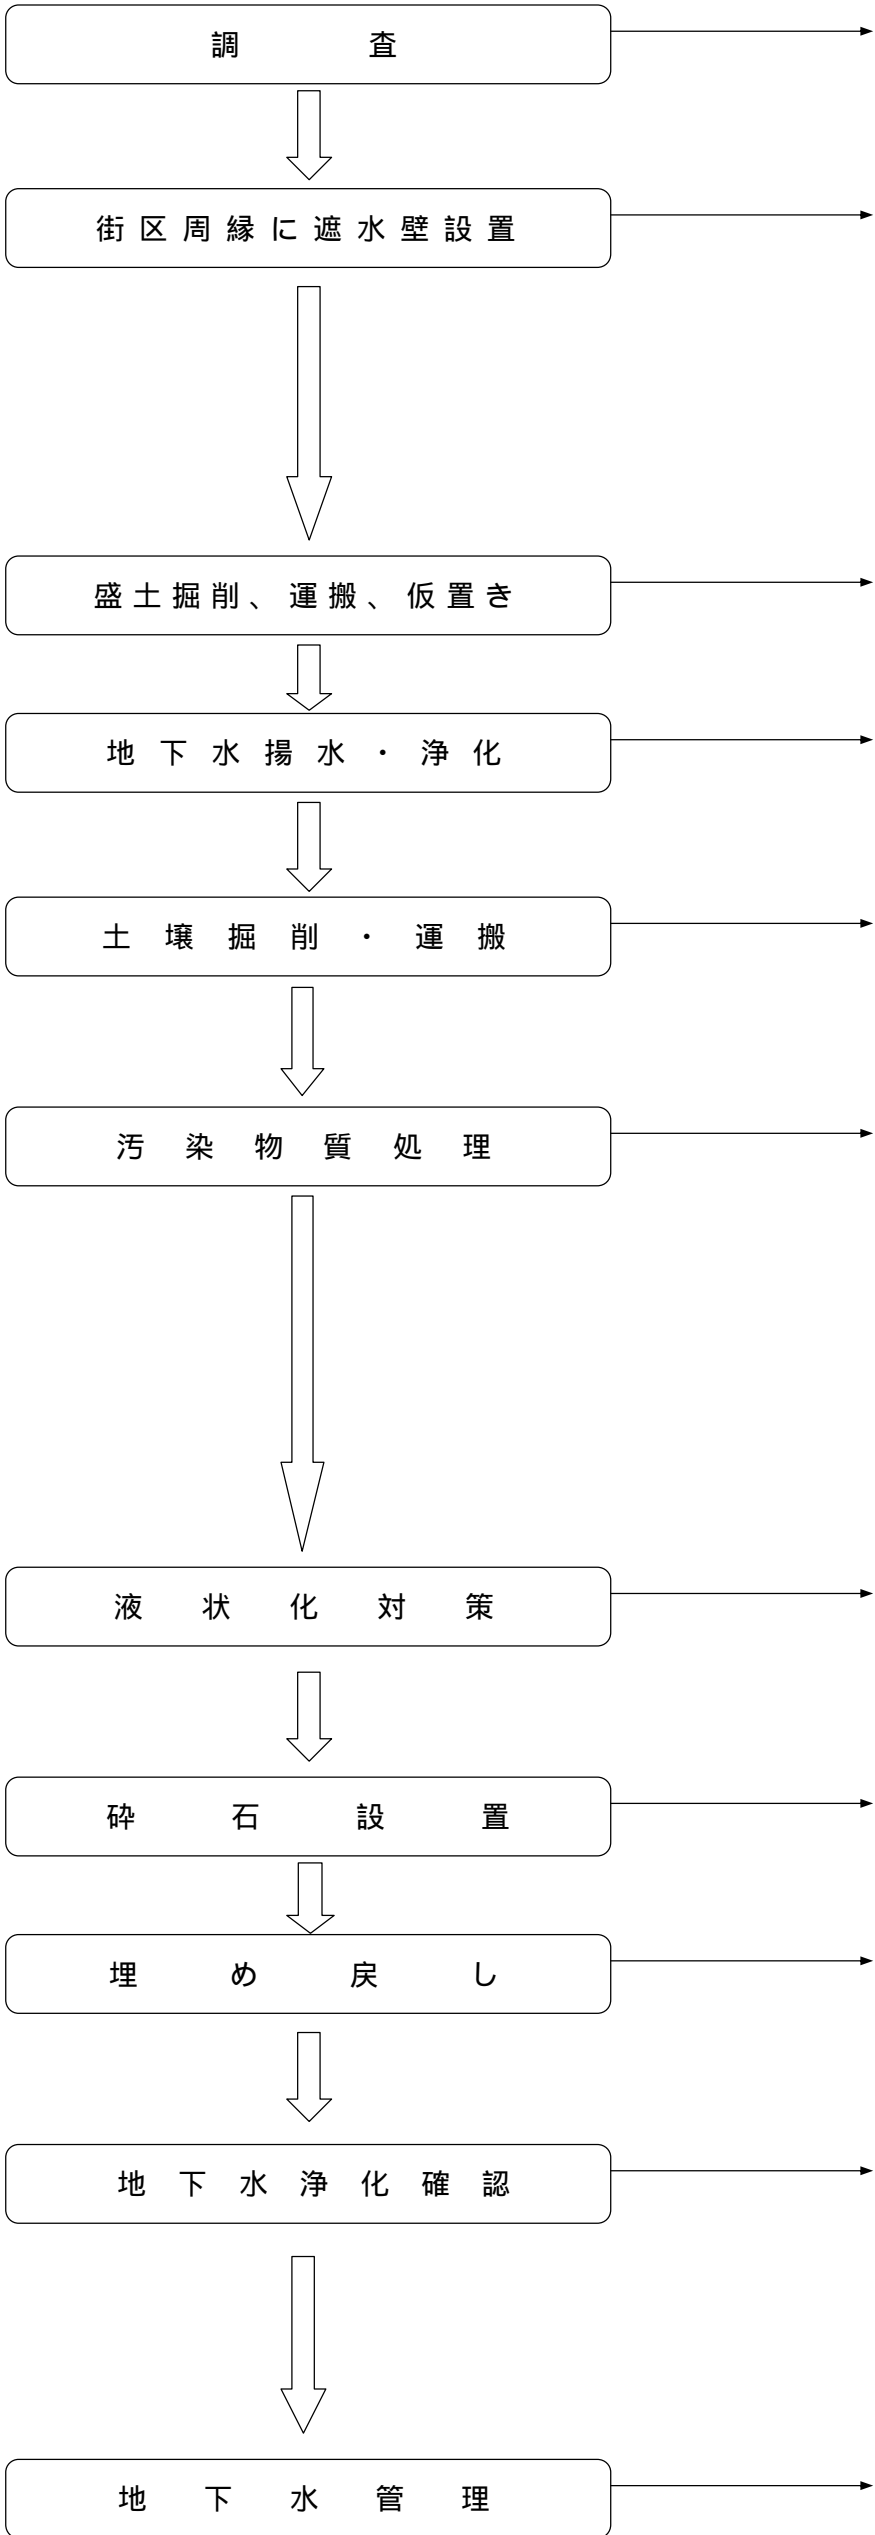 調査
街区周縁に遮水壁設置
盛土掘削、運搬、仮置き
地下水揚水・浄化
土壌掘削・運搬
汚染物質処理
液状化対策
砕石設置
埋め戻し
地下水浄化確認
地下水管理